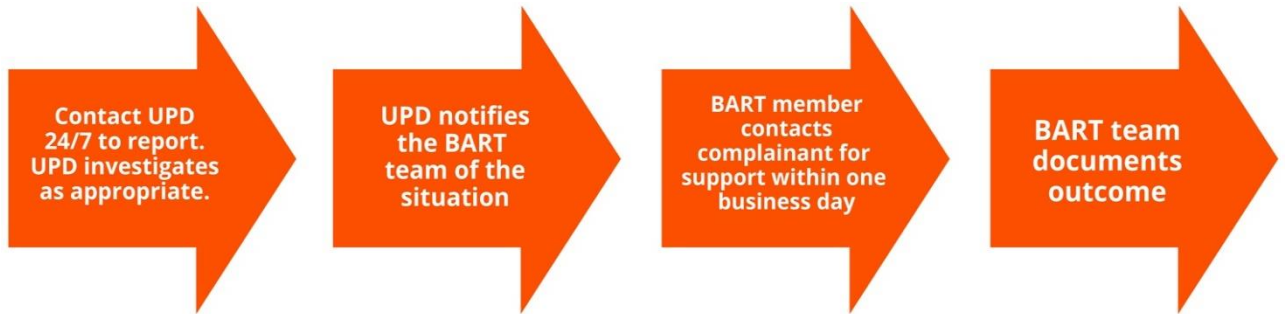 Contact UPD
24/7 to report.
UPD investigates
as appropriate.
UPD notifies
the BART
team of the
situation
BART member
contacts
complainant for
support within one
business day
BART team
documents
outcome